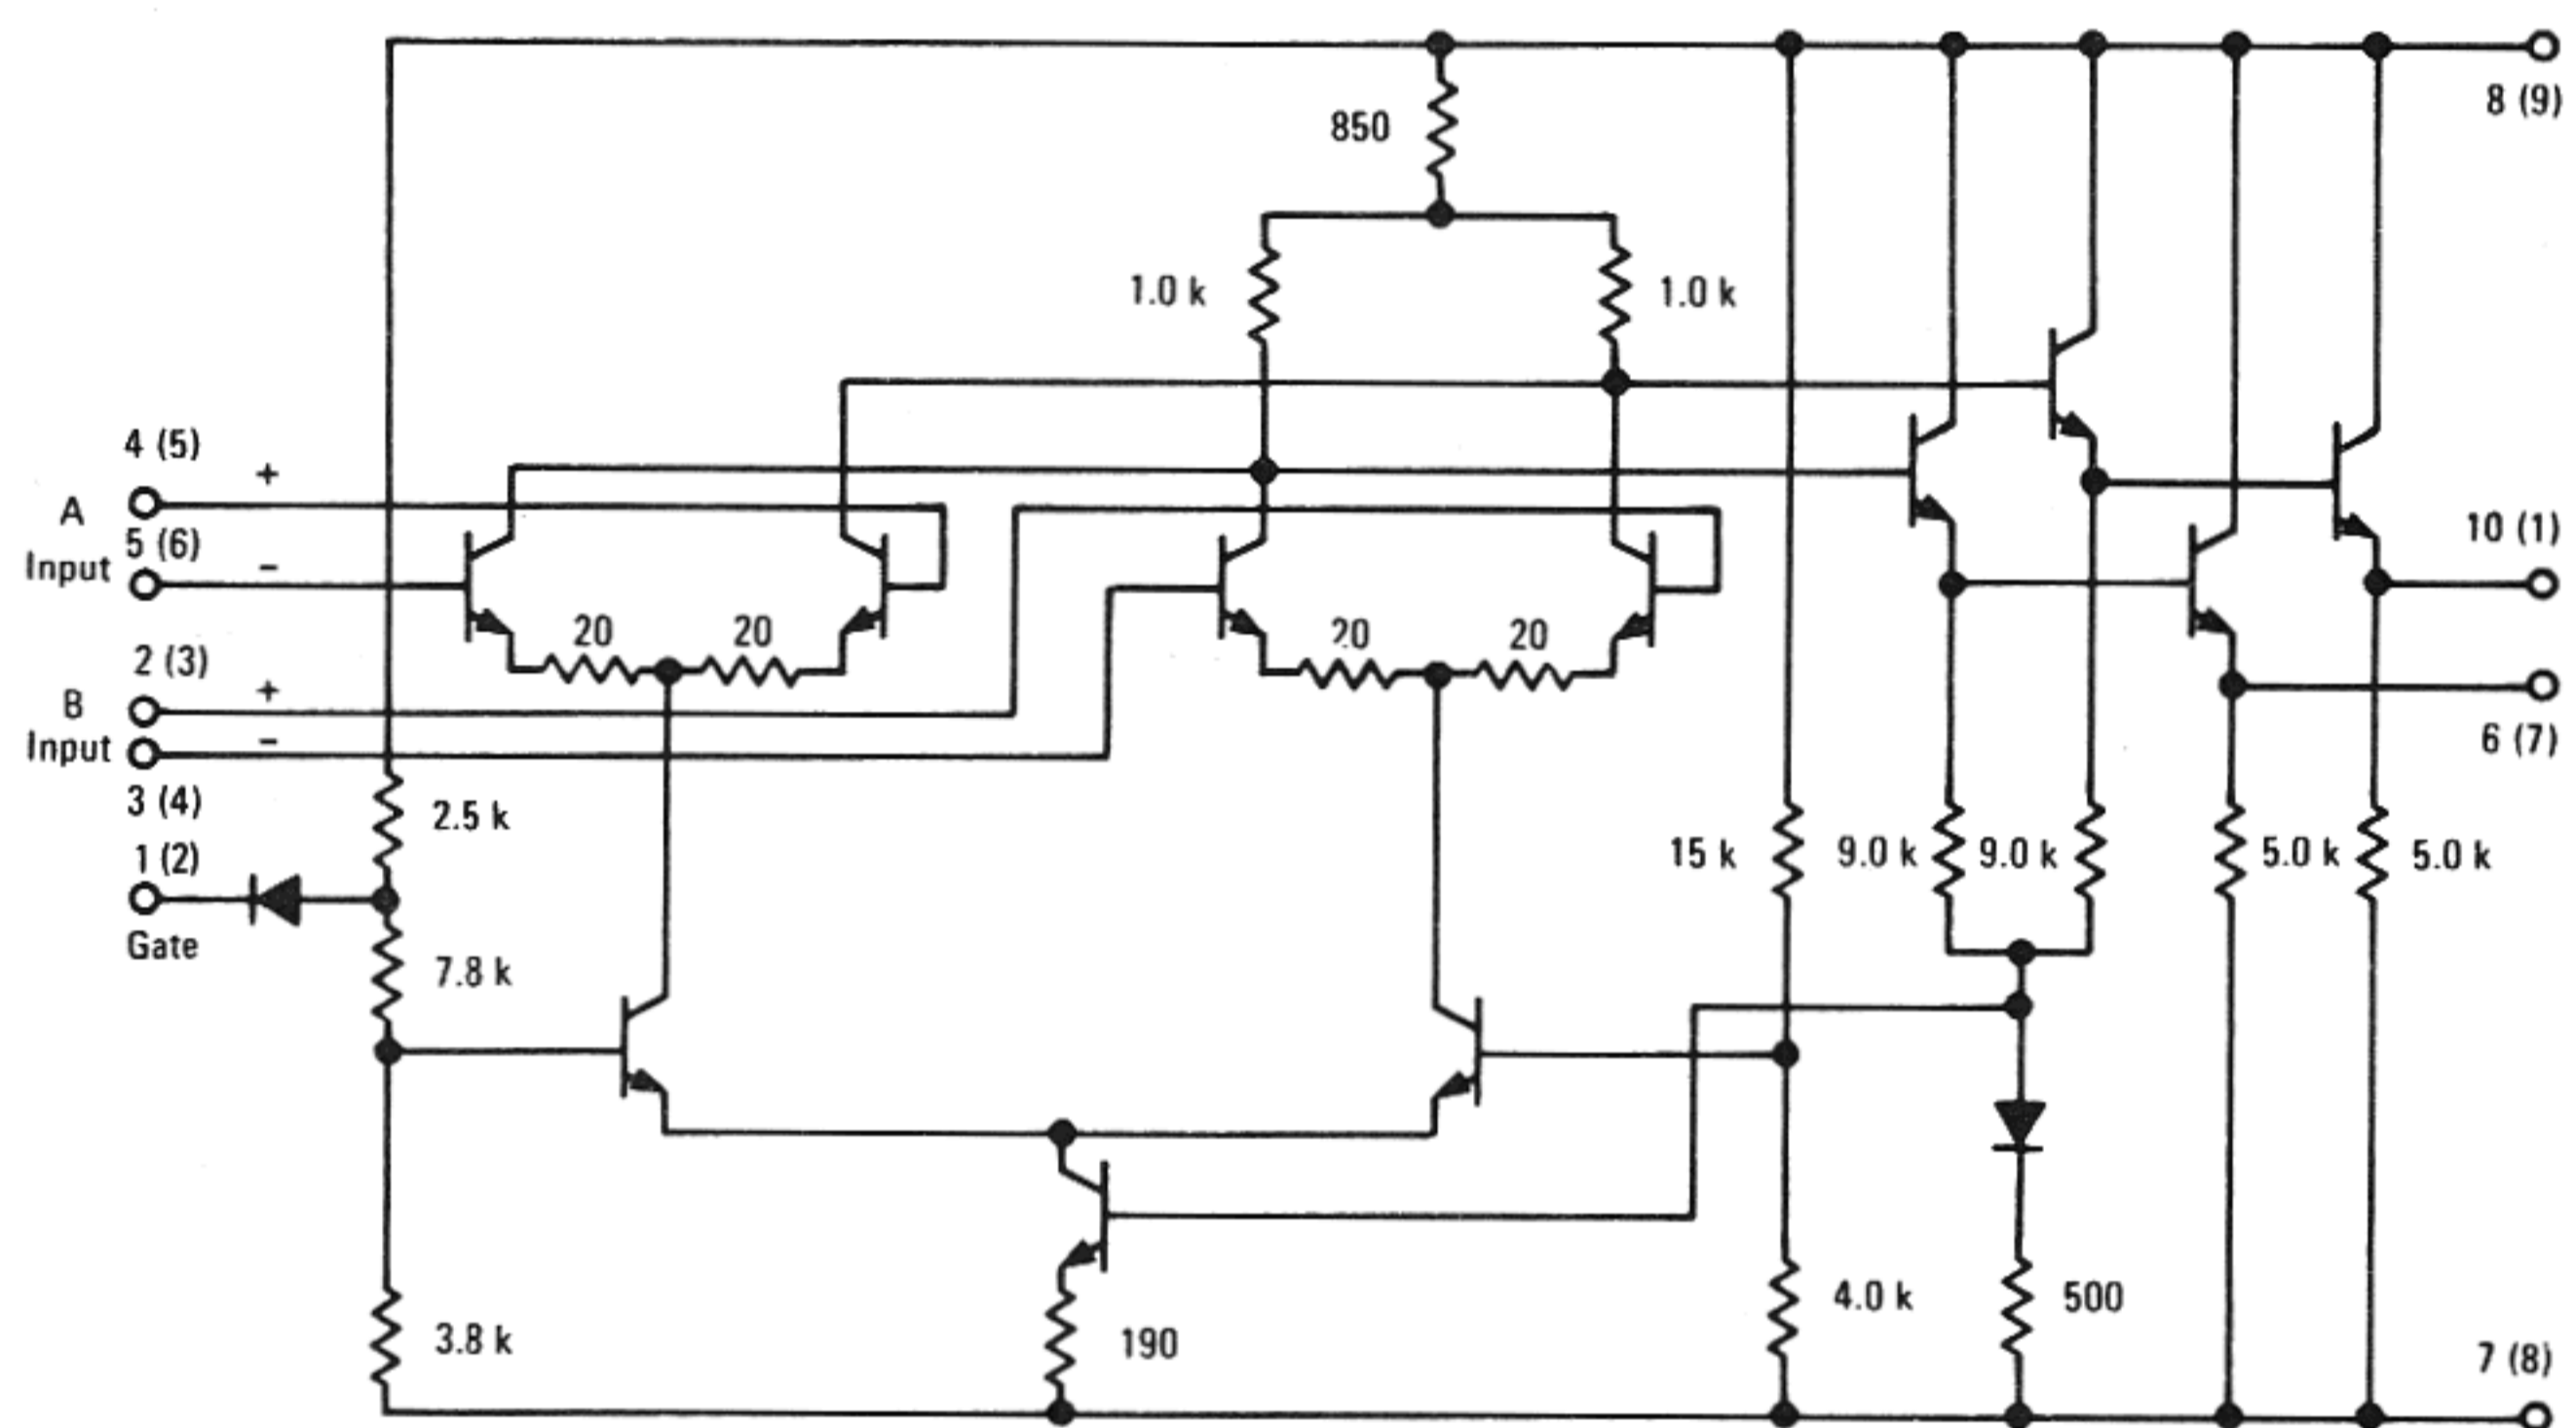 8 (9)
850
1.0 k
1.0 k
4 (5)
+
A
5 (6)
Input
−
10 (1)
20
20
20
20
2 (3)
+
B
Input
−
6 (7)
3 (4)
2.5 k
1 (2)
15 k
9.0 k
9.0 k
5.0 k
5.0 k
Gate
7.8 k
4.0 k
500
3.8 k
190
7 (8)